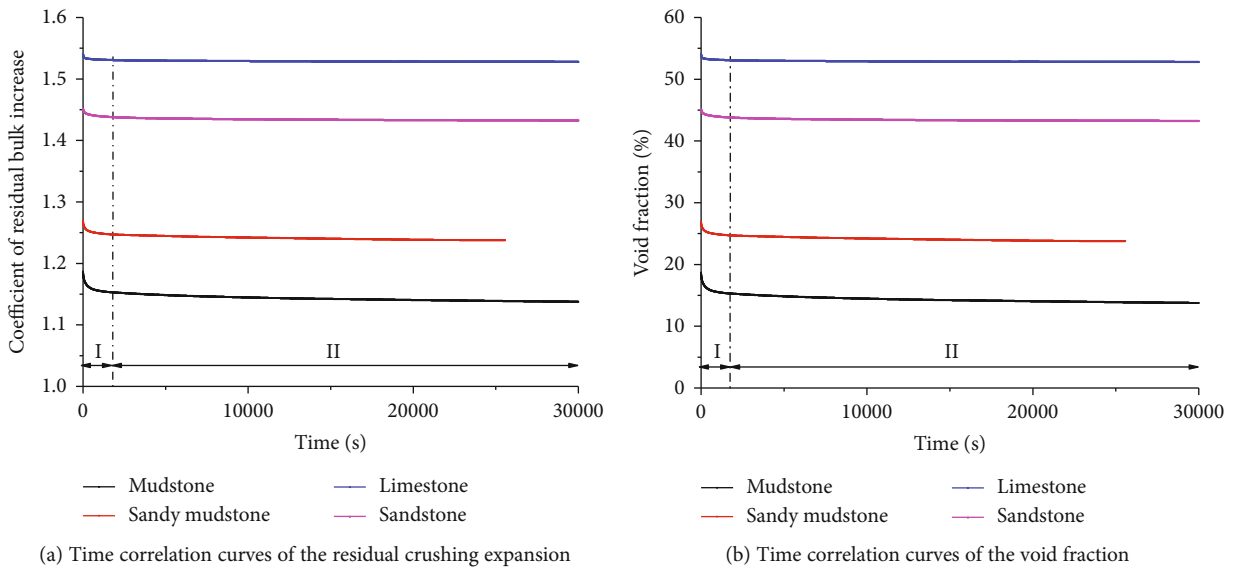 1.6
1.5
1.4
1.3
1.2
1.1
1.0
Coefficient of residual bulk increase
I
II
0
10000
20000
30000
Time (s)
Mudstone
Limestone
Sandy mudstone
Sandstone
(a) Time correlation curves of the residual crushing expansion
60
50
40
30
20
10
0
Void fraction (%)
I
II
0
10000
20000
30000
Time (s)
Mudstone
Limestone
Sandy mudstone
Sandstone
(b) Time correlation curves of the void fraction